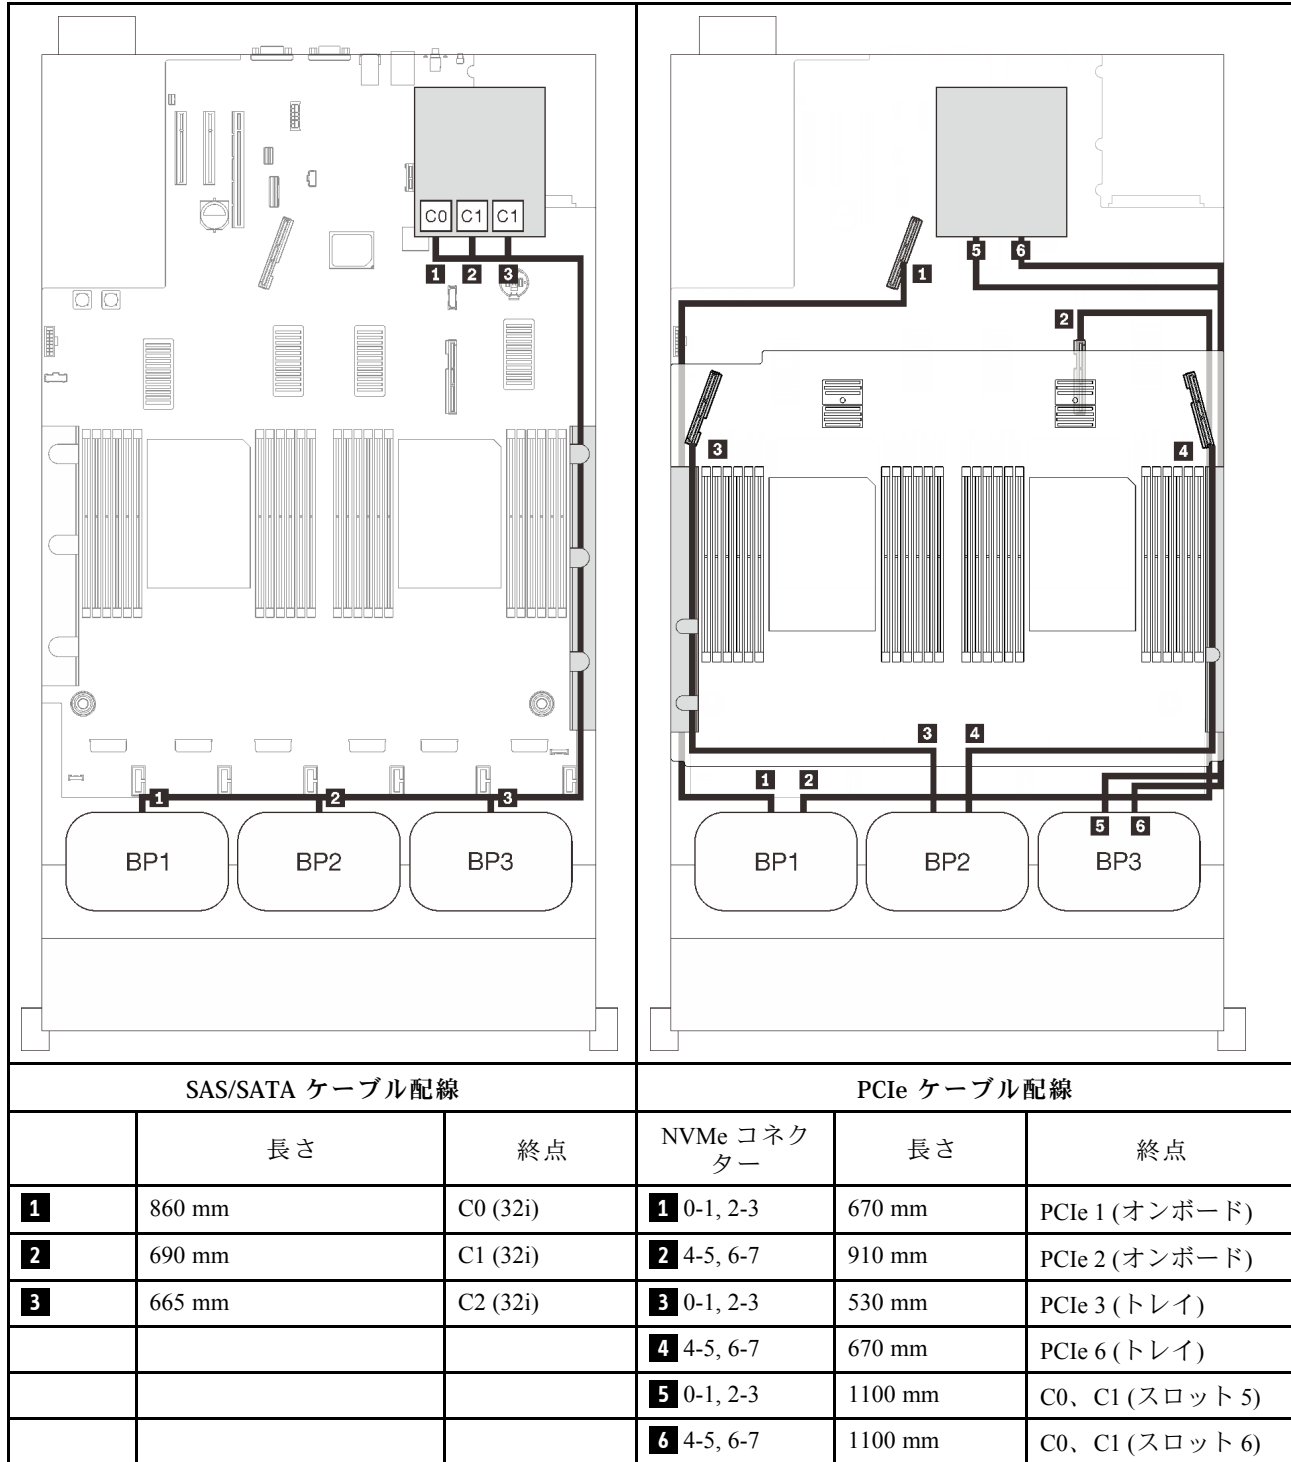 C0 C1 C1
1 2 3
1 2 3
BP1 BP2 BP3
5 6
1
2
3 4
3 4
1 2
5 6
BP1 BP2 BP3
SAS/SATA ケーブル配線 PCIe ケーブル配線
長さ 終点 NVMe コネク
ター 長さ 終点
1 860 mm C0 (32i) 1 0-1, 2-3 670 mm PCIe 1 (オンボード)
2 690 mm C1 (32i) 2 4-5, 6-7 910 mm PCIe 2 (オンボード)
3 665 mm C2 (32i) 3 0-1, 2-3 530 mm PCIe 3 (トレイ)
4 4-5, 6-7 670 mm PCIe 6 (トレイ)
5 0-1, 2-3 1100 mm C0、C1 (スロット 5)
6 4-5, 6-7 1100 mm C0、C1 (スロット 6)